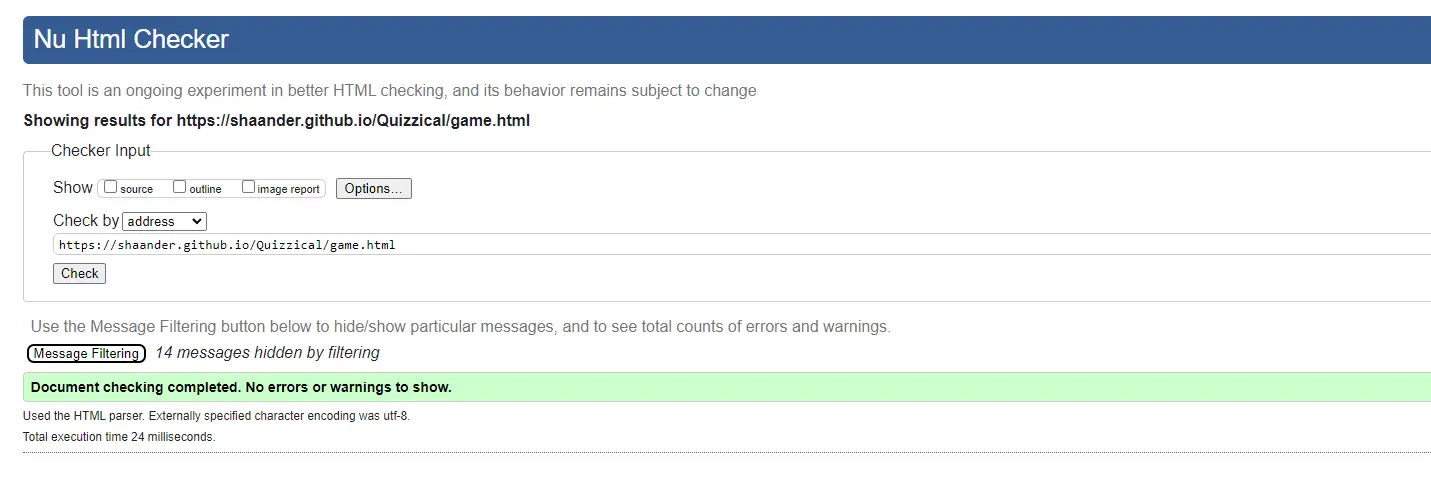 Nu Html Checker
This tool is an ongoing experiment in better HTML checking, and its behavior remains subject to change
Showing results for https://shaander.github.io/Quizzical/game.html
Checker Input
Show source outline image report Options...
Check by address
https://shaander.github.io/Quizzical/game.html
Check
Use the Message Filtering button below to hide/show particular messages, and to see total counts of errors and warnings.
Message Filtering 14 messages hidden by filtering
Document checking completed. No errors or warnings to show.
Used the HTML parser. Externally specified character encoding was utf-8.
Total execution time 24 milliseconds.